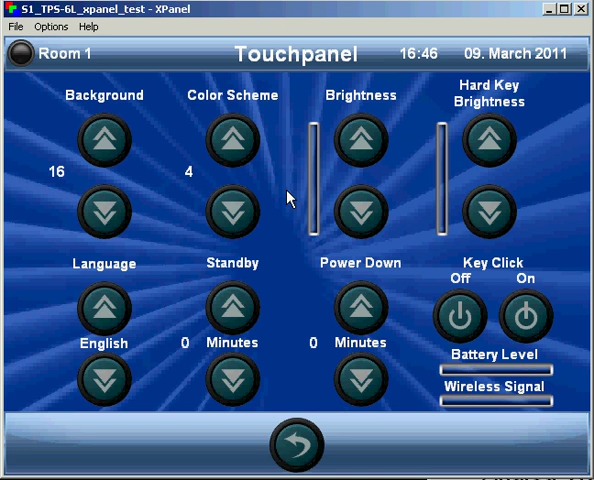 S1_TPS-6L_xpanel_test - XPanel
File Options Help
Room 1 Touchpanel 16:46 09. March 2011
Background Color Scheme Brightness Hard Key Brightness
16 4
Language Standby Power Down Key Click
Off On
English 0 Minutes 0 Minutes
Battery Level
Wireless Signal